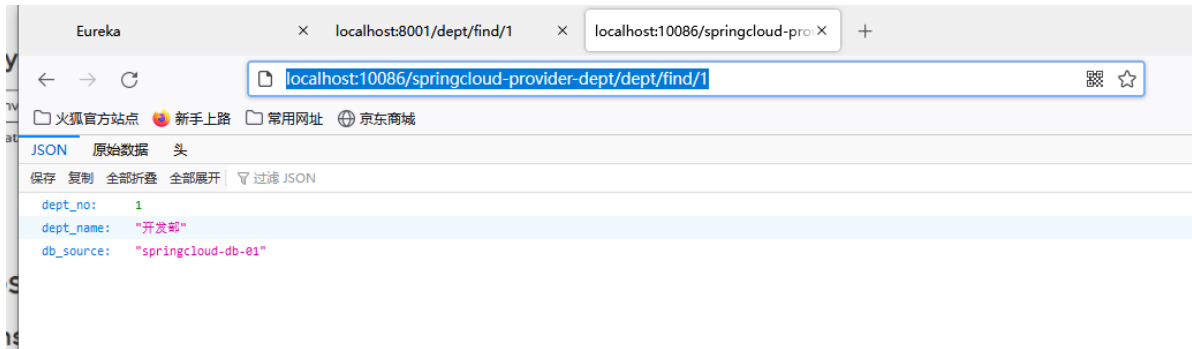 Eureka
localhost:8001/dept/find/1
localhost:10086/springcloud-pro
localhost:10086/springcloud-provider-dept/dept/find/1
火狐官方站点 新手上路 常用网址 京东商城
JSON 原始数据 头
保存 复制 全部折叠 全部展开 过滤 JSON
dept_no: 1
dept_name: "开发部"
db_source: "springcloud-db-01"